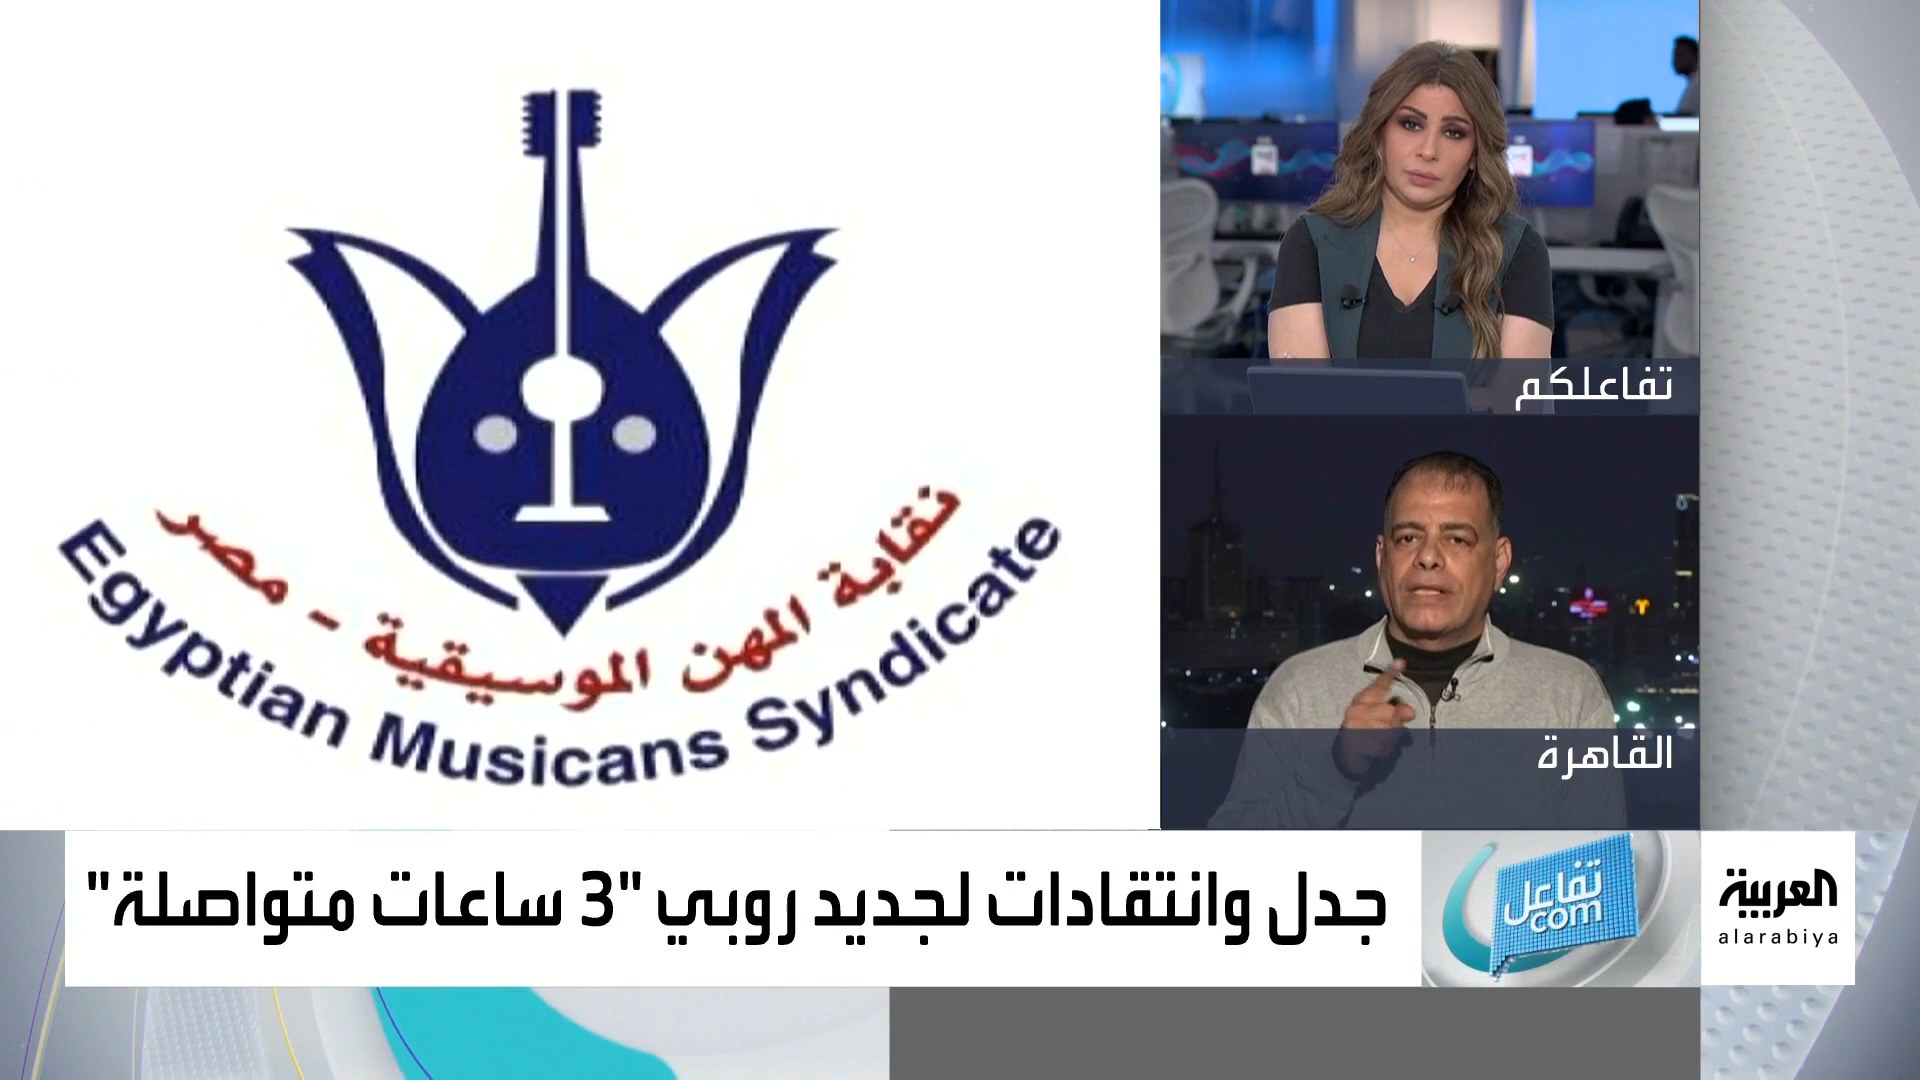 نقابة المهن الموسيقية - مصر
Egyptian Musicans Syndicate
تفاعلكم
القاهرة
جدل وانتقادات لجديد روبي "3 ساعات متواصلة"
تفاعل
com
العربية
alarabiya